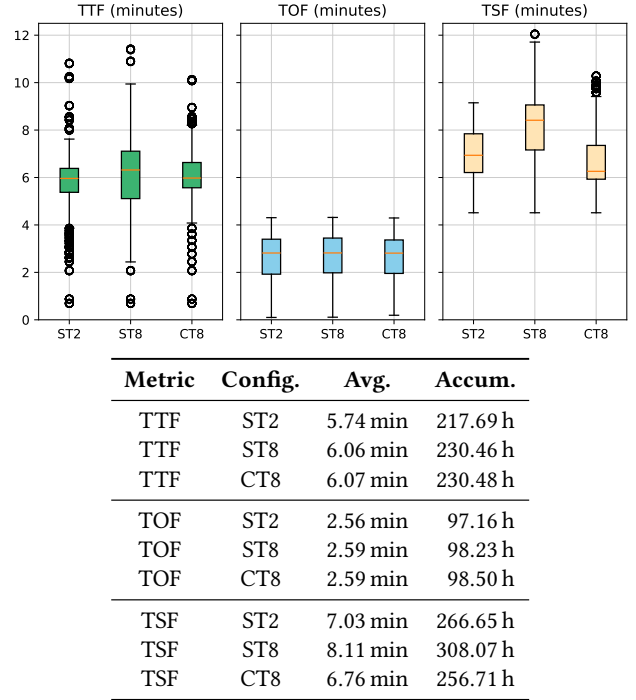 TTF (minutes) TOF (minutes) TSF (minutes)
12
10
8
6
4
2
0
ST2 ST8 CT8 ST2 ST8 CT8 ST2 ST8 CT8
Metric Config. Avg. Accum.
TTF ST2 5.74 min 217.69 h
TTF ST8 6.06 min 230.46 h
TTF CT8 6.07 min 230.48 h
TOF ST2 2.56 min 97.16 h
TOF ST8 2.59 min 98.23 h
TOF CT8 2.59 min 98.50 h
TSF ST2 7.03 min 266.65 h
TSF ST8 8.11 min 308.07 h
TSF CT8 6.76 min 256.71 h